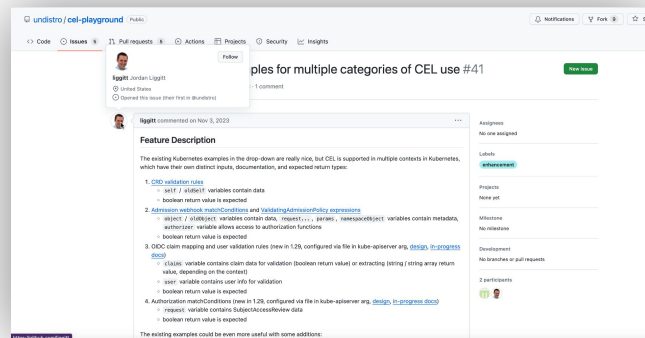 undistro / cel-playground Public
Notifications Fork 0
Code Issues 5 Pull requests 5 Actions Projects Security Insights
Follow
liggitt Jordan Liggitt
United States
Opened this issue (their first in @undistro)
ples for multiple categories of CEL use #41
New issue
· 1 comment
liggitt commented on Nov 3, 2023
Feature Description
The existing Kubernetes examples in the drop-down are really nice, but CEL is supported in multiple contexts in Kubernetes,
which have their own distinct inputs, documentation, and expected return types:
1. CRD validation rules
self / oldSelf variables contain data
boolean return value is expected
2. Admission webhook matchConditions and ValidatingAdmissionPolicy expressions
object / oldObject variables contain data, request..., params, namespaceObject variables contain metadata,
authorizer variable allows access to authorization functions
boolean return value is expected
3. OIDC claim mapping and user validation rules (new in 1.29, configured via file in kube-apiserver arg, design, in-progress
docs)
claims variable contains claim data for validation (boolean return value) or extracting (string / string array return
value, depending on the context)
user variable contains user info for validation
boolean return value is expected
4. Authorization matchConditions (new in 1.29, configured via file in kube-apiserver arg, design, in-progress docs)
request variable contains SubjectAccessReview data
boolean return value is expected
The existing examples could be even more useful with some additions:
Assignees
No one assigned
Labels
enhancement
Projects
None yet
Milestone
No milestone
Development
No branches or pull requests
2 participants